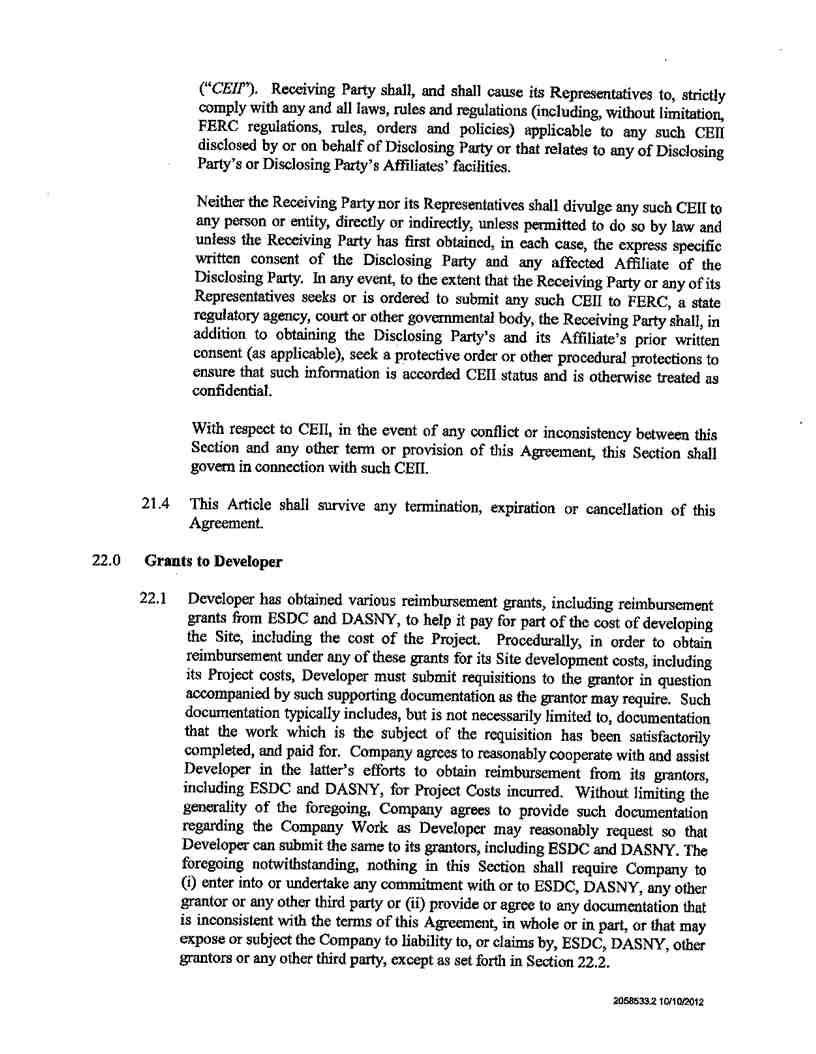 ("CEII"). Receiving Party shall, and shall cause its Representatives to, strictly
comply with any and all laws, rules and regulations (including, without limitation,
FERC regulations, rules, orders and policies) applicable to any such CEII
disclosed by or on behalf of Disclosing Party or that relates to any of Disclosing
Party's or Disclosing Party's Affiliates' facilities.
Neither the Receiving Party nor its Representatives shall divulge any such CEII to
any person or entity, directly or indirectly, unless permitted to do so by law and
unless the Receiving Party has first obtained, in each case, the express specific
written consent of the Disclosing Party and any affected Affiliate of the
Disclosing Party. In any event, to the extent that the Receiving Party or any of its
Representatives seeks or is ordered to submit any such CEII to FERC, a state
regulatory agency, court or other governmental body, the Receiving Party shall, in
addition to obtaining the Disclosing Party's and its Affiliate's prior written
consent (as applicable), seek a protective order or other procedural protections to
ensure that such information is accorded CEII status and is otherwise treated as
confidential.
With respect to CEII, in the event of any conflict or inconsistency between this
Section and any other term or provision of this Agreement, this Section shall
govern in connection with such CEII.
21.4 This Article shall survive any termination, expiration or cancellation of this
Agreement.
22.0 Grants to Developer
22.1 Developer has obtained various reimbursement grants, including reimbursement
grants from ESDC and DASNY, to help it pay for part of the cost of developing
the Site, including the cost of the Project. Procedurally, in order to obtain
reimbursement under any of these grants for its Site development costs, including
its Project costs, Developer must submit requisitions to the grantor in question
accompanied by such supporting documentation as the grantor may require. Such
documentation typically includes, but is not necessarily limited to, documentation
that the work which is the subject of the requisition has been satisfactorily
completed, and paid for. Company agrees to reasonably cooperate with and assist
Developer in the latter's efforts to obtain reimbursement from its grantors,
including ESDC and DASNY, for Project Costs incurred. Without limiting the
generality of the foregoing, Company agrees to provide such documentation
regarding the Company Work as Developer may reasonably request so that
Developer can submit the same to its grantors, including ESDC and DASNY. The
foregoing notwithstanding, nothing in this Section shall require Company to
(i) enter into or undertake any commitment with or to ESDC, DASNY, any other
grantor or any other third party or (ii) provide or agree to any documentation that
is inconsistent with the terms of this Agreement, in whole or in part, or that may
expose or subject the Company to liability to, or claims by, ESDC, DASNY, other
grantors or any other third party, except as set forth in Section 22.2.
2058533.2 10/10/2012